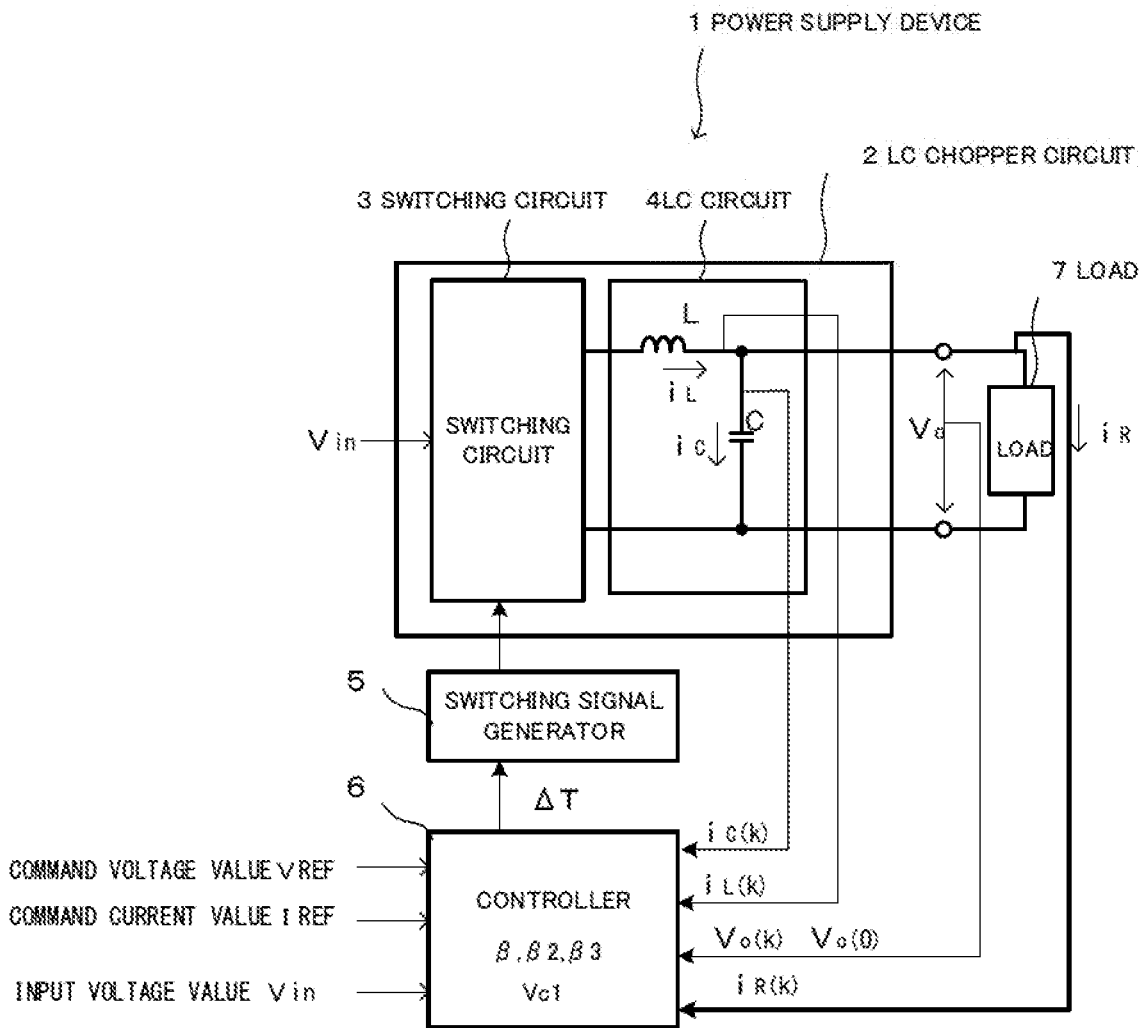 1 POWER SUPPLY DEVICE
2 LC CHOPPER CIRCUIT
3 SWITCHING CIRCUIT
4LC CIRCUIT
7 LOAD
L
iL
C
iC
Vin
SWITCHING
CIRCUIT
Vo
LOAD
iR
5
SWITCHING SIGNAL
GENERATOR
6
ΔT
iC(k)
COMMAND VOLTAGE VALUE VREF
iL(k)
CONTROLLER
COMMAND CURRENT VALUE IREF
β,β2,β3
Vo(k) Vo(0)
INPUT VOLTAGE VALUE Vin
Vc1
iR(k)